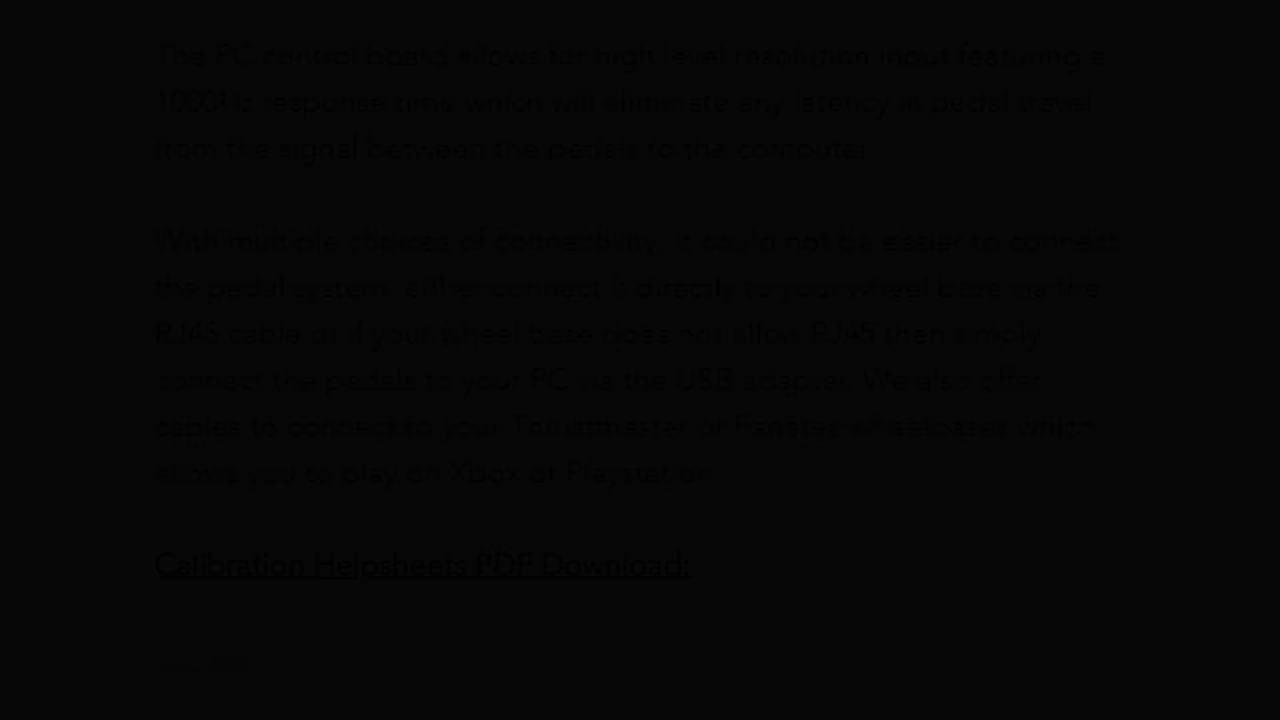 The PC control board allows for high level resolution input featuring a
1000Hz response time which will eliminate any latency in pedal travel
from the signal between the pedals to the computer
With multiple choices of connectivity, it could not be easier to connect
the pedal system, either connect it directly to your wheel base via the
RJ45 cable or if your wheel base does not allow RJ45 then simply
connect the pedals to your PC via the USB adapter. We also offer
cables to connect to your Thrustmaster or Fanatec wheelbases which
allows you to play on Xbox or Playstation
Calibration Helpsheets PDF Download: